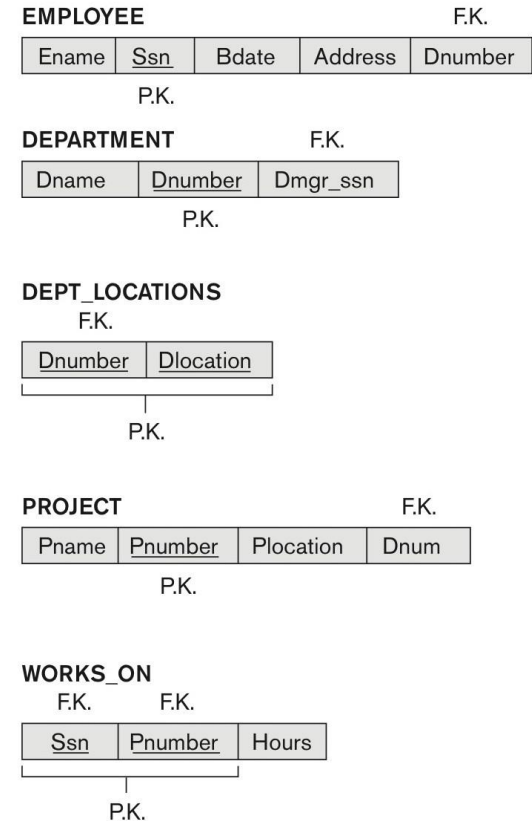 EMPLOYEE F.K.
Ename Ssn Bdate Address Dnumber
P.K.
DEPARTMENT F.K.
Dname Dnumber Dmgr_ssn
P.K.
DEPT_LOCATIONS
F.K.
Dnumber Dlocation
P.K.
PROJECT F.K.
Pname Pnumber Plocation Dnum
P.K.
WORKS_ON
F.K. F.K.
Ssn Pnumber Hours
P.K.